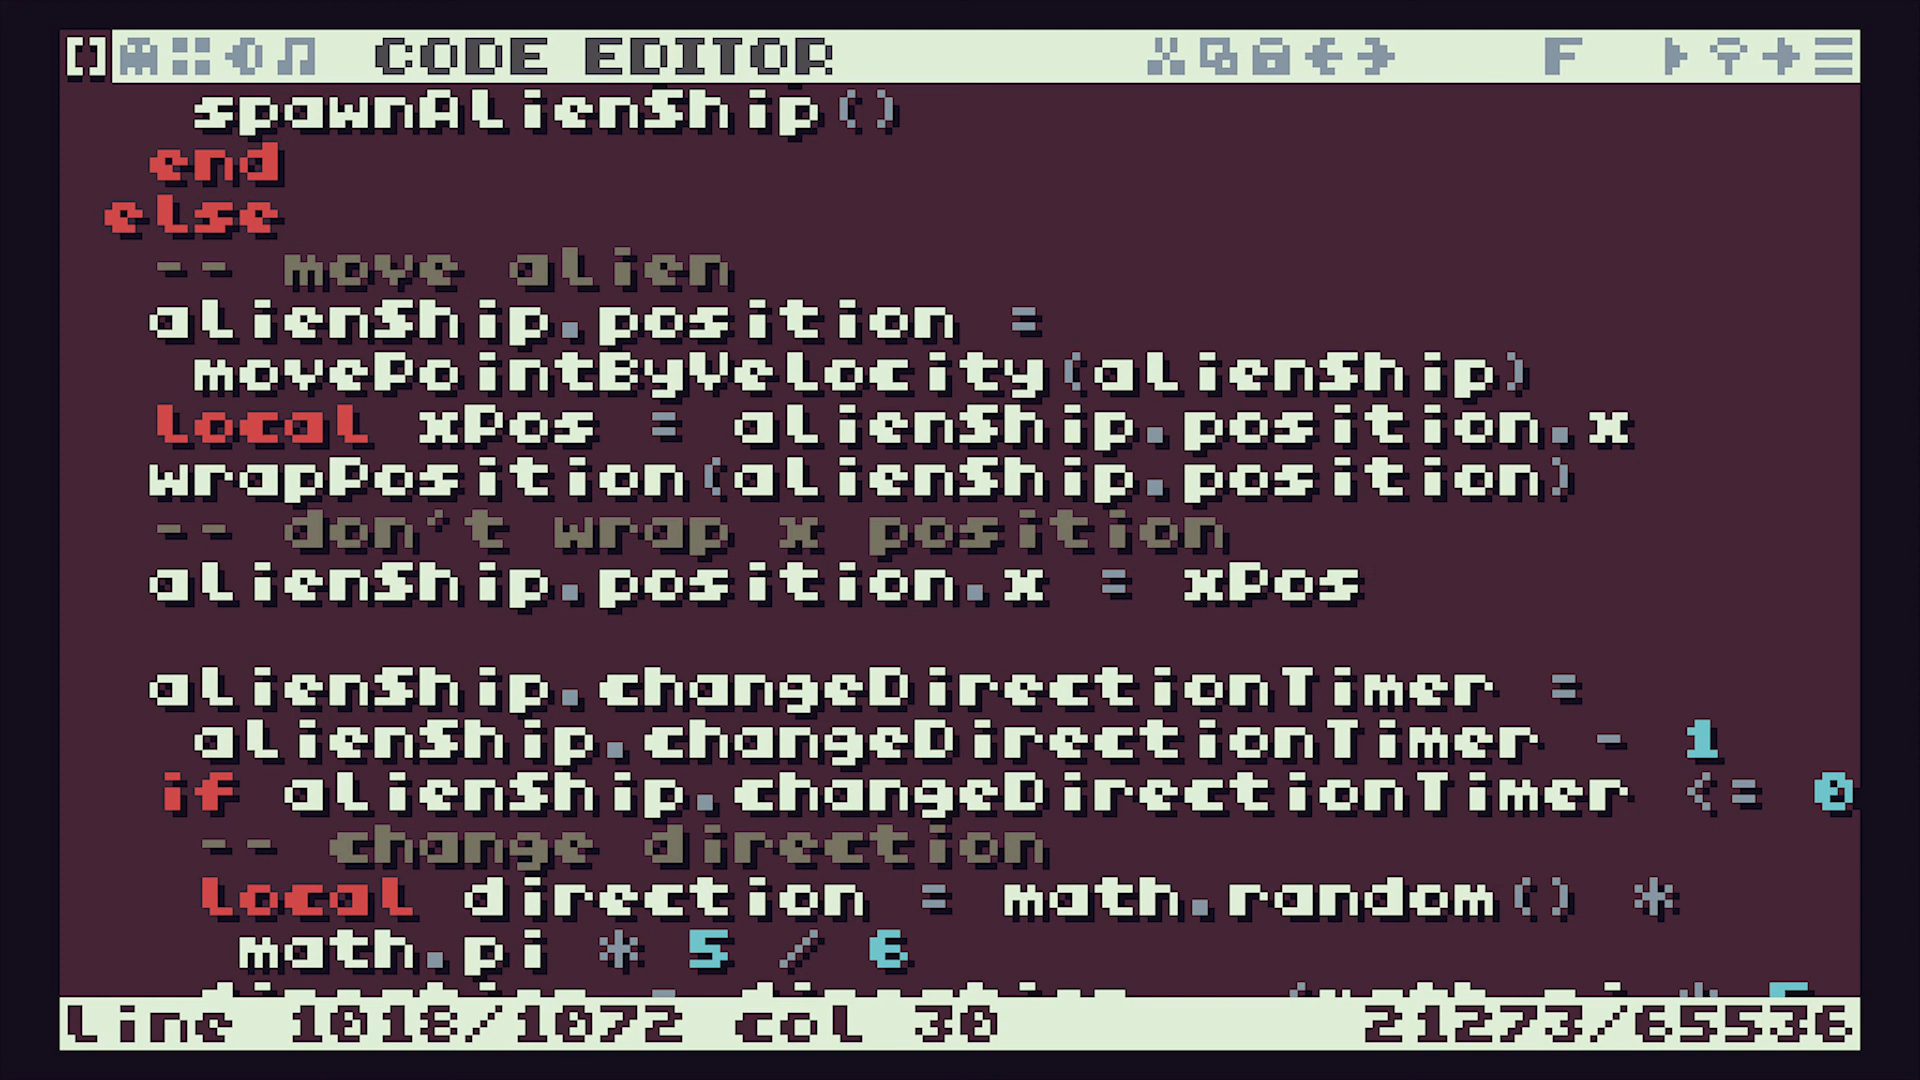 CODE EDITOR F
spawnAlienShip()
end
else
-- move alien
alienShip.position =
movePointByVelocity(alienShip)
local xPos = alienShip.position.x
wrapPosition(alienShip.position)
-- don't wrap x position
alienShip.position.x = xPos
alienShip.changeDirectionTimer =
alienShip.changeDirectionTimer - 1
if alienShip.changeDirectionTimer <= 0
-- change direction
local direction = math.random() *
math.pi * 5 / 6
line 1018/1072 col 30 21273/65536